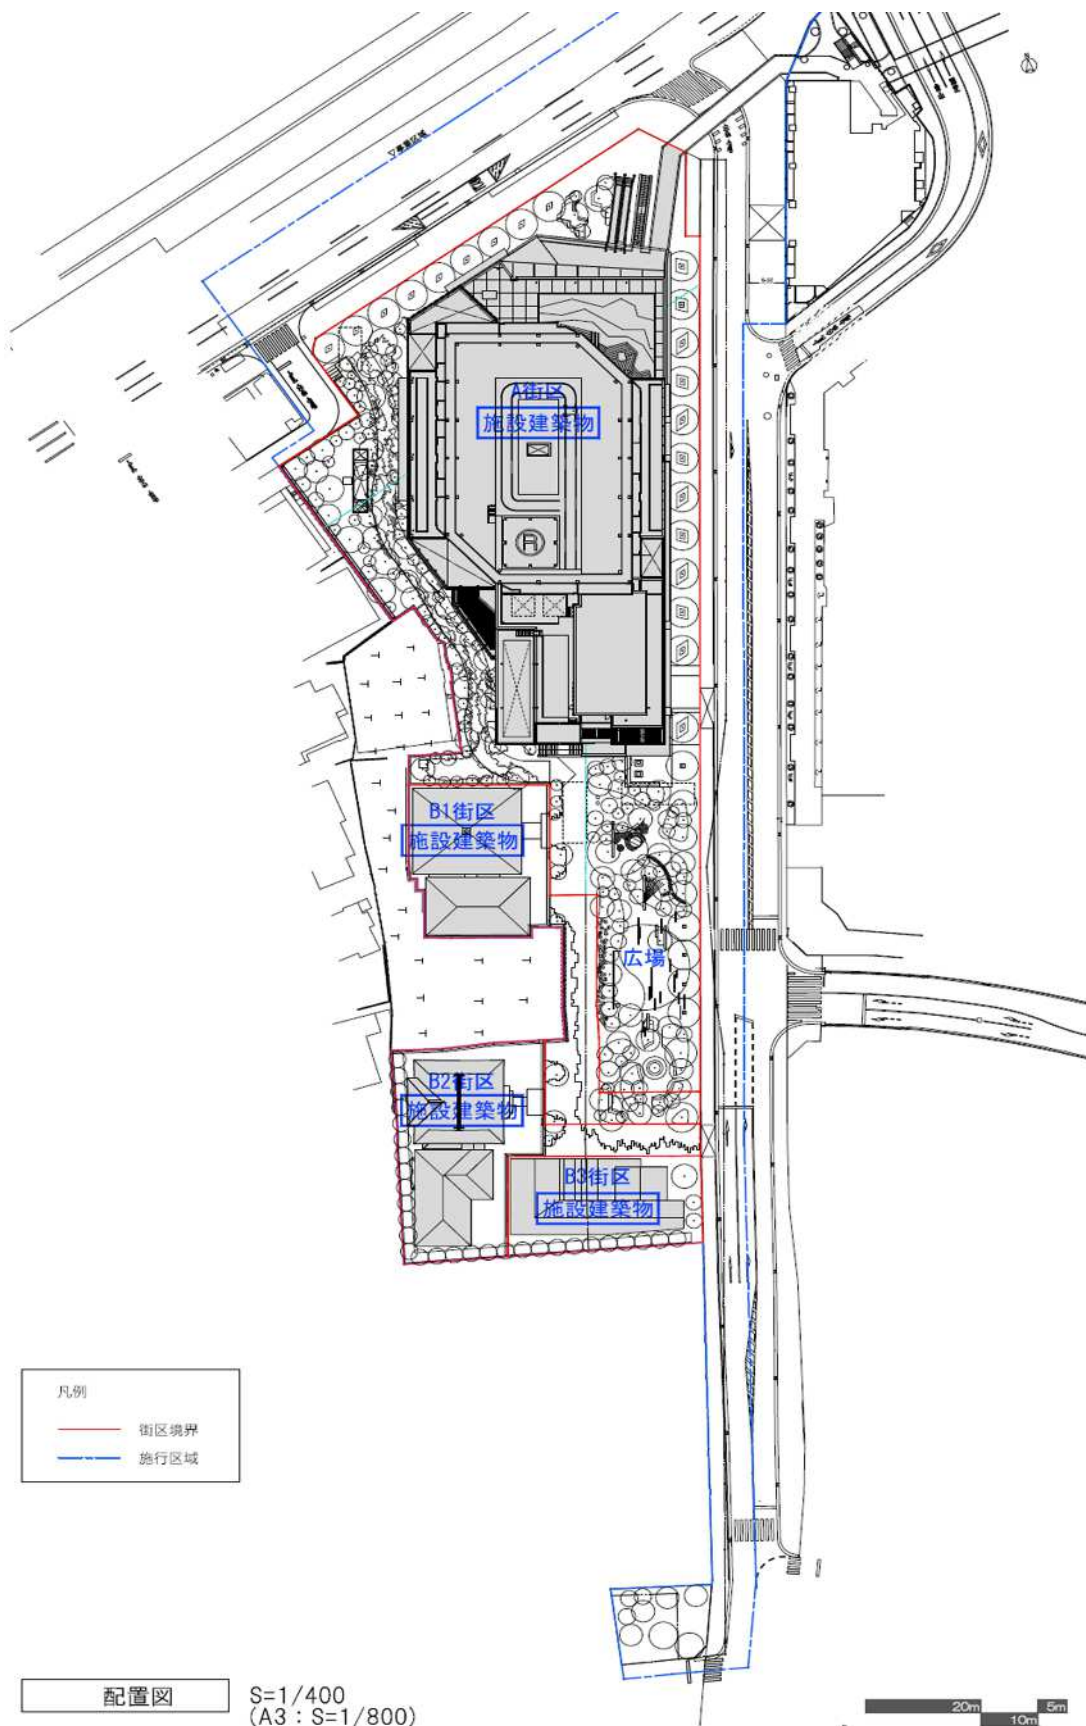 A街区
施設建築物
B1街区
施設建築物
広場
B2街区
施設建築物
B3街区
施設建築物
凡例
街区境界
施行区域
配置図
S=1/400
(A3：S=1/800)
20m
5m
10m